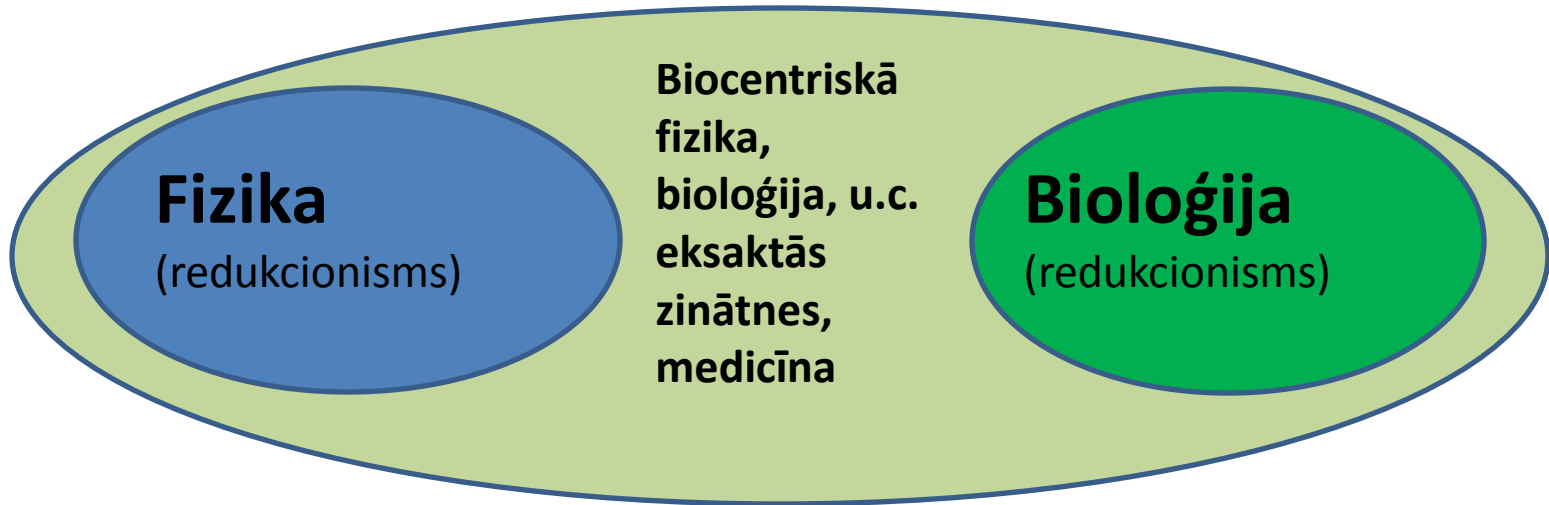 Fizika
(redukcionisms)
Biocentriskā
fizika,
bioloģija, u.c.
eksaktās
zinātnes,
medicīna
Bioloģija
(redukcionisms)